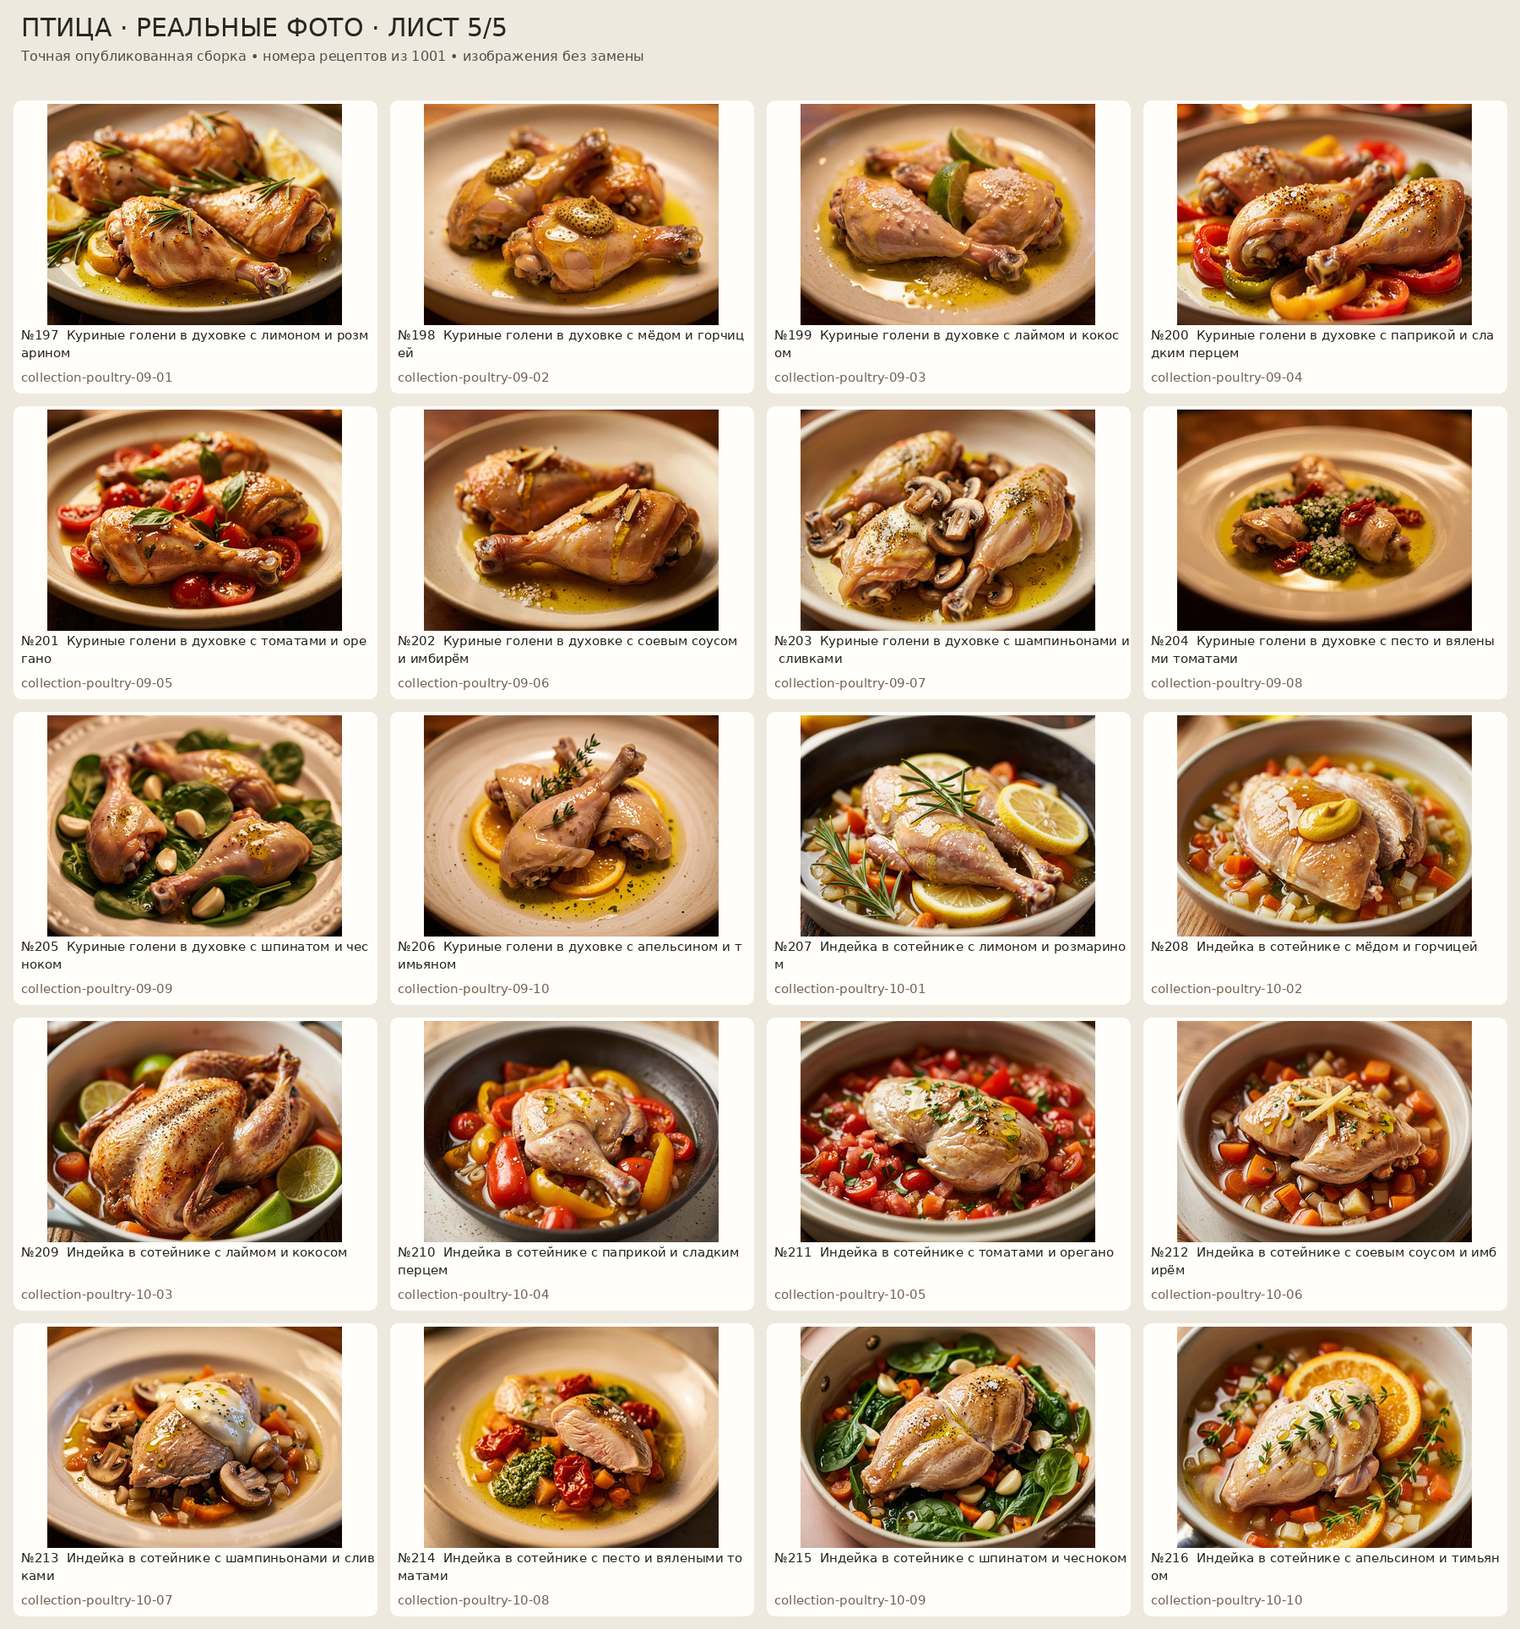 ПТИЦА · РЕАЛЬНЫЕ ФОТО · ЛИСТ 5/5
Точная опубликованная сборка • номера рецептов из 1001 • изображения без замены
№197 Куриные голени в духовке с лимоном и розм
арином
collection-poultry-09-01
№198 Куриные голени в духовке с мёдом и горчиц
ей
collection-poultry-09-02
№199 Куриные голени в духовке с лаймом и кокос
ом
collection-poultry-09-03
№200 Куриные голени в духовке с паприкой и сла
дким перцем
collection-poultry-09-04
№201 Куриные голени в духовке с томатами и оре
гано
collection-poultry-09-05
№202 Куриные голени в духовке с соевым соусом
и имбирём
collection-poultry-09-06
№203 Куриные голени в духовке с шампиньонами и
сливками
collection-poultry-09-07
№204 Куриные голени в духовке с песто и вялены
ми томатами
collection-poultry-09-08
№205 Куриные голени в духовке с шпинатом и чес
ноком
collection-poultry-09-09
№206 Куриные голени в духовке с апельсином и т
имьяном
collection-poultry-09-10
№207 Индейка в сотейнике с лимоном и розмарино
м
collection-poultry-10-01
№208 Индейка в сотейнике с мёдом и горчицей
collection-poultry-10-02
№209 Индейка в сотейнике с лаймом и кокосом
collection-poultry-10-03
№210 Индейка в сотейнике с паприкой и сладким
перцем
collection-poultry-10-04
№211 Индейка в сотейнике с томатами и орегано
collection-poultry-10-05
№212 Индейка в сотейнике с соевым соусом и имб
ирём
collection-poultry-10-06
№213 Индейка в сотейнике с шампиньонами и слив
ками
collection-poultry-10-07
№214 Индейка в сотейнике с песто и вялеными то
матами
collection-poultry-10-08
№215 Индейка в сотейнике с шпинатом и чесноком
collection-poultry-10-09
№216 Индейка в сотейнике с апельсином и тимьян
ом
collection-poultry-10-10